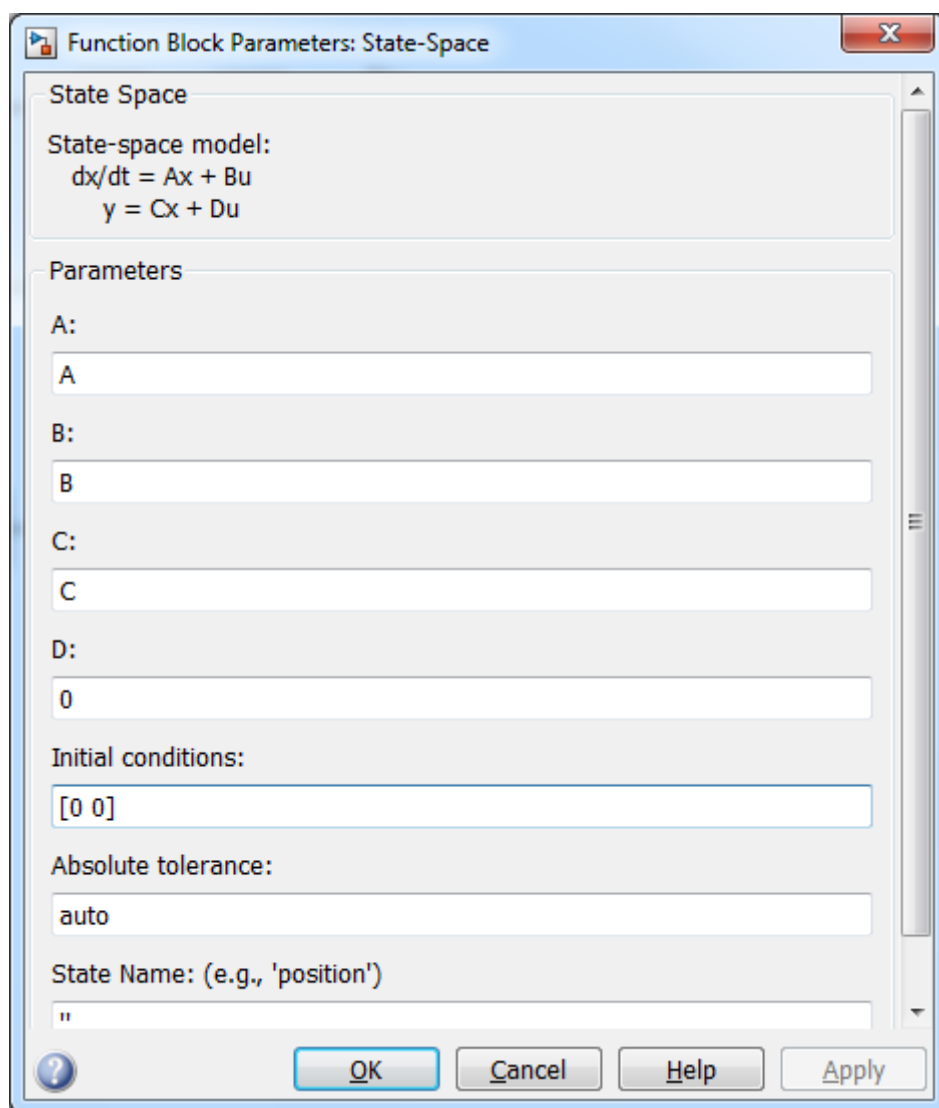 Function Block Parameters: State-Space
State Space
State-space model:
dx/dt = Ax + Bu
y = Cx + Du
Parameters
A:
A
B:
B
C:
C
D:
0
Initial conditions:
[0 0]
Absolute tolerance:
auto
State Name: (e.g., 'position')
''
OK Cancel Help Apply